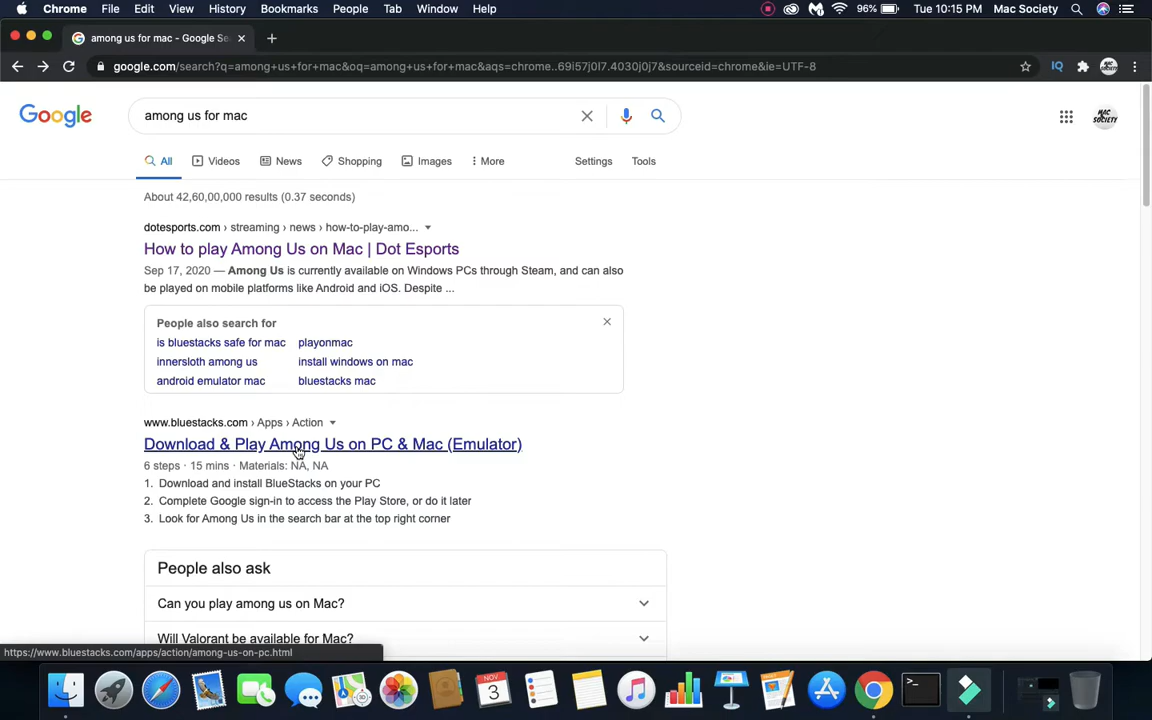 Chrome File Edit View History Bookmarks People Tab Window Help 96% Tue 10:15 PM Mac Society
among us for mac - Google Se
google.com/search?q=among+us+for+mac&oq=among+us+for+mac&aqs=chrome..69i57j0l7.4030j0j7&sourceid=chrome&ie=UTF-8 IQ
Google among us for mac
MAC SOCIETY
All Videos News Shopping Images More Settings Tools
About 42,60,00,000 results (0.37 seconds)
dotesports.com › streaming › news › how-to-play-amo...
How to play Among Us on Mac | Dot Esports
Sep 17, 2020 — Among Us is currently available on Windows PCs through Steam, and can also
be played on mobile platforms like Android and iOS. Despite ...
People also search for
is bluestacks safe for mac playonmac
innersloth among us install windows on mac
android emulator mac bluestacks mac
www.bluestacks.com › Apps › Action
Download & Play Among Us on PC & Mac (Emulator)
6 steps · 15 mins · Materials: NA, NA
1. Download and install BlueStacks on your PC
2. Complete Google sign-in to access the Play Store, or do it later
3. Look for Among Us in the search bar at the top right corner
People also ask
Can you play among us on Mac?
Will Valorant be available for Mac?
https://www.bluestacks.com/apps/action/among-us-on-pc.html
NOV
3